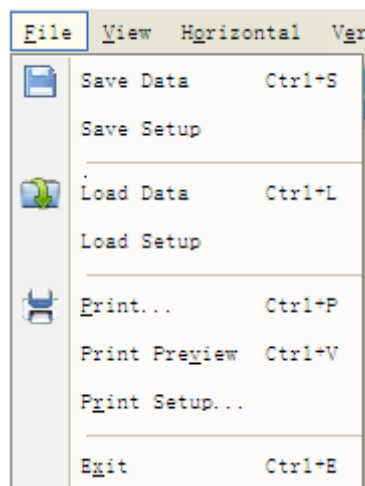 File View Horizontal Ver
Save Data Ctrl+S
Save Setup
Load Data Ctrl+L
Load Setup
Print... Ctrl+P
Print Preview Ctrl+V
Print Setup...
Exit Ctrl+E